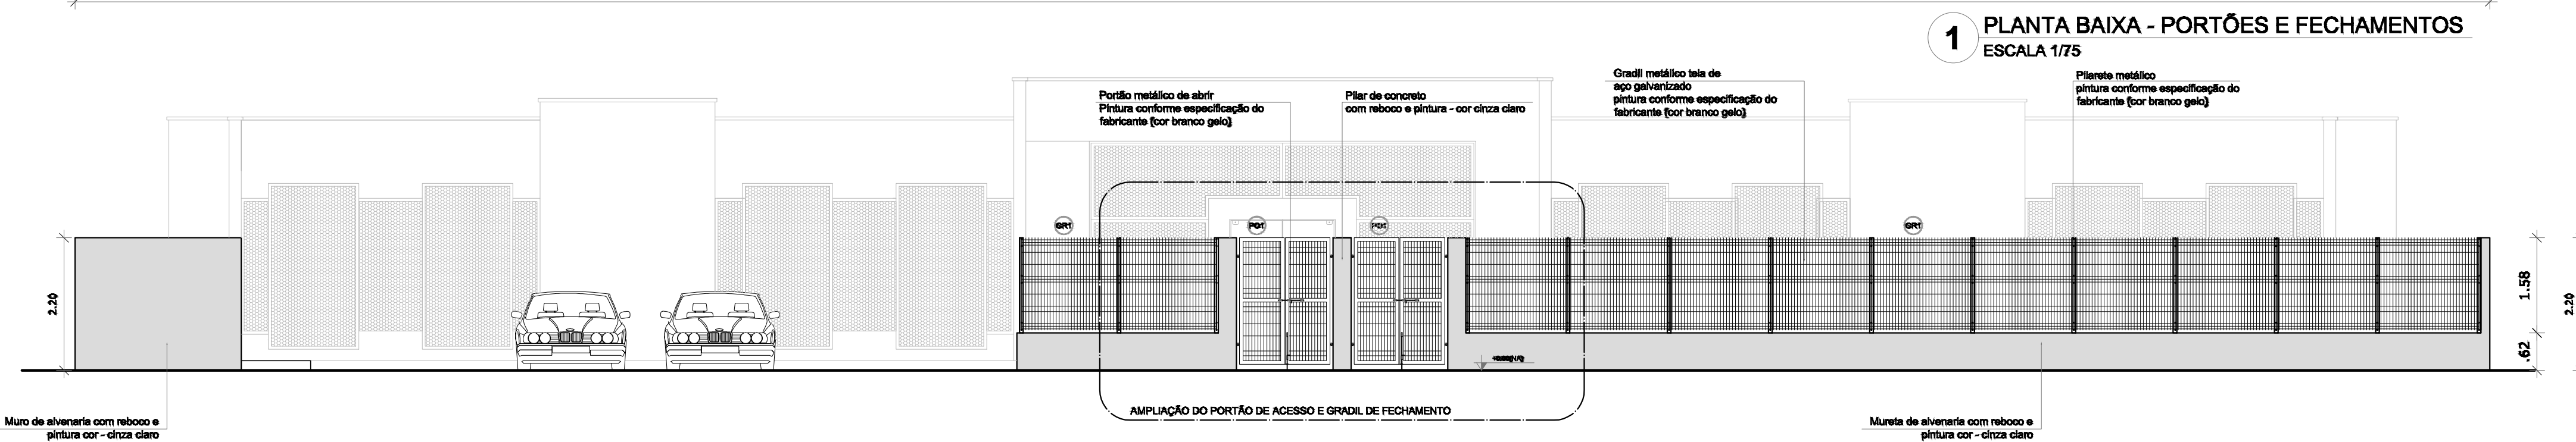 1
PLANTA BAIXA - PORTÕES E FECHAMENTOS
ESCALA 1/75
Portão metálico de abrir
Pintura conforme especificação do
fabricante (cor branco gelo)
Pilar de concreto
com reboco e pintura - cor cinza claro
Gradil metálico tela de
aço galvanizado
pintura conforme especificação do
fabricante (cor branco gelo)
Pilarete metálico
pintura conforme especificação do
fabricante (cor branco gelo)
GR1
PO1
PO1
GR1
2.20
1.58
.62
2.20
AMPLIAÇÃO DO PORTÃO DE ACESSO E GRADIL DE FECHAMENTO
Muro de alvenaria com reboco e
pintura cor - cinza claro
Mureta de alvenaria com reboco e
pintura cor - cinza claro